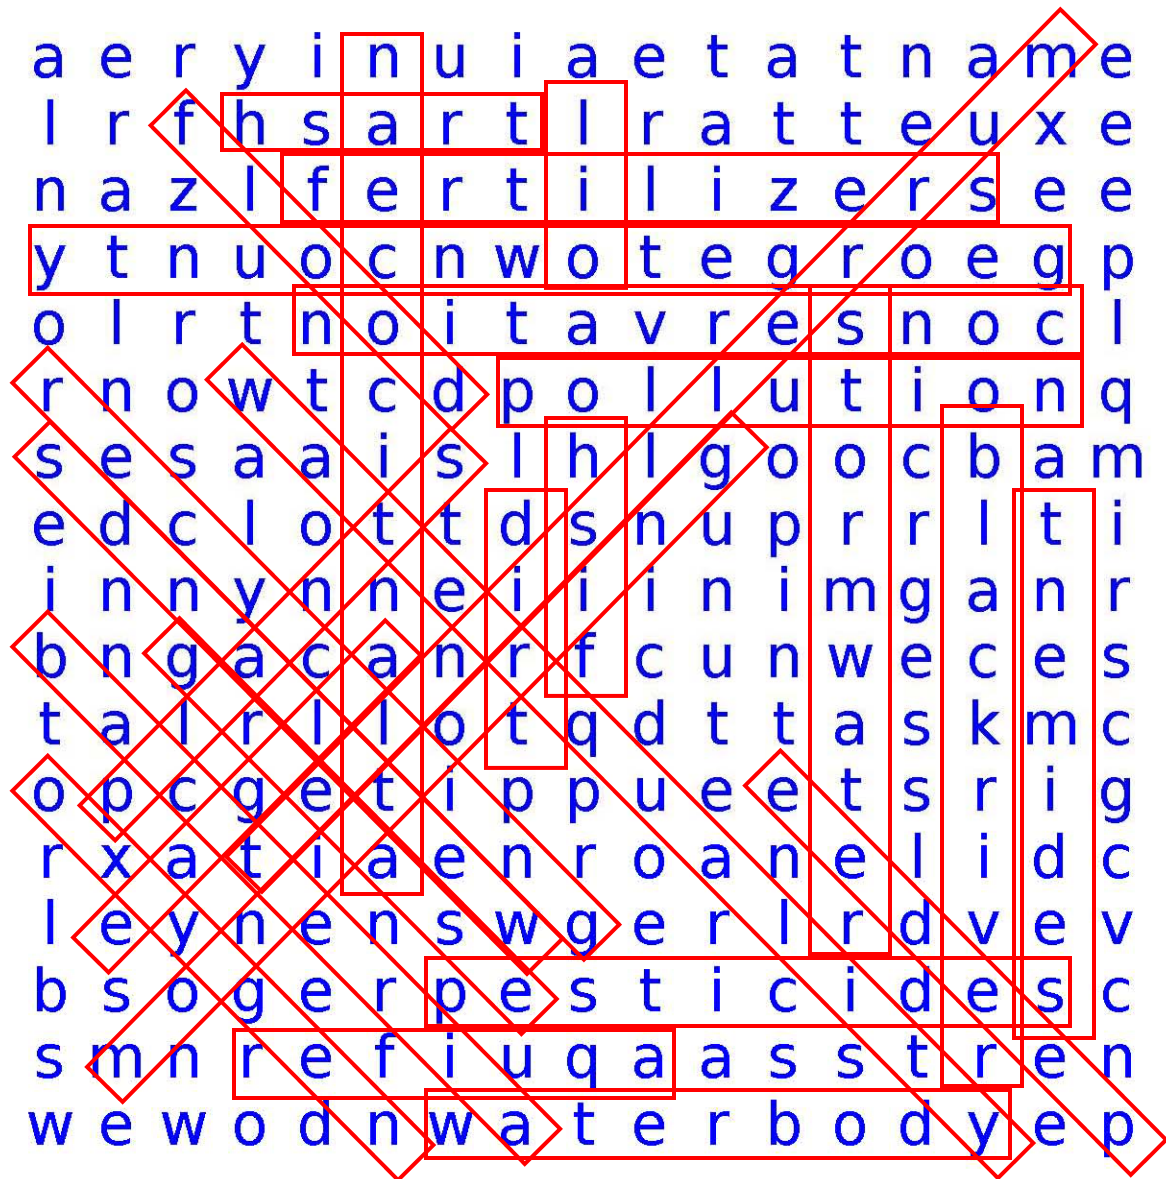 a e r y i n u i a e t a t n a m e
l r f h s a r t l r a t t e u x e
n a z l f e r t i l i z e r s e e
y t n u o c n w o t e g r o e g p
o l r t n o i t a v r e s n o c l
r n o w t c d p o l l u t i o n q
s e s a a i s l h l g o o c b a m
e d c l o t t d s n u p r r l t i
i n n y n n e i i i n i m g a n r
b n g a c a n r f c u n w e c e s
t a l r l l o t q d t t a s k m c
o p c g e t i p p u e e t s r i g
r x a t i a e n r o a n e l i d c
l e y n e n s w g e r l r d v e v
b s o g e r p e s t i c i d e s c
s m n r e f i u q a a s s t r e n
w e w o d n w a t e r b o d y e p